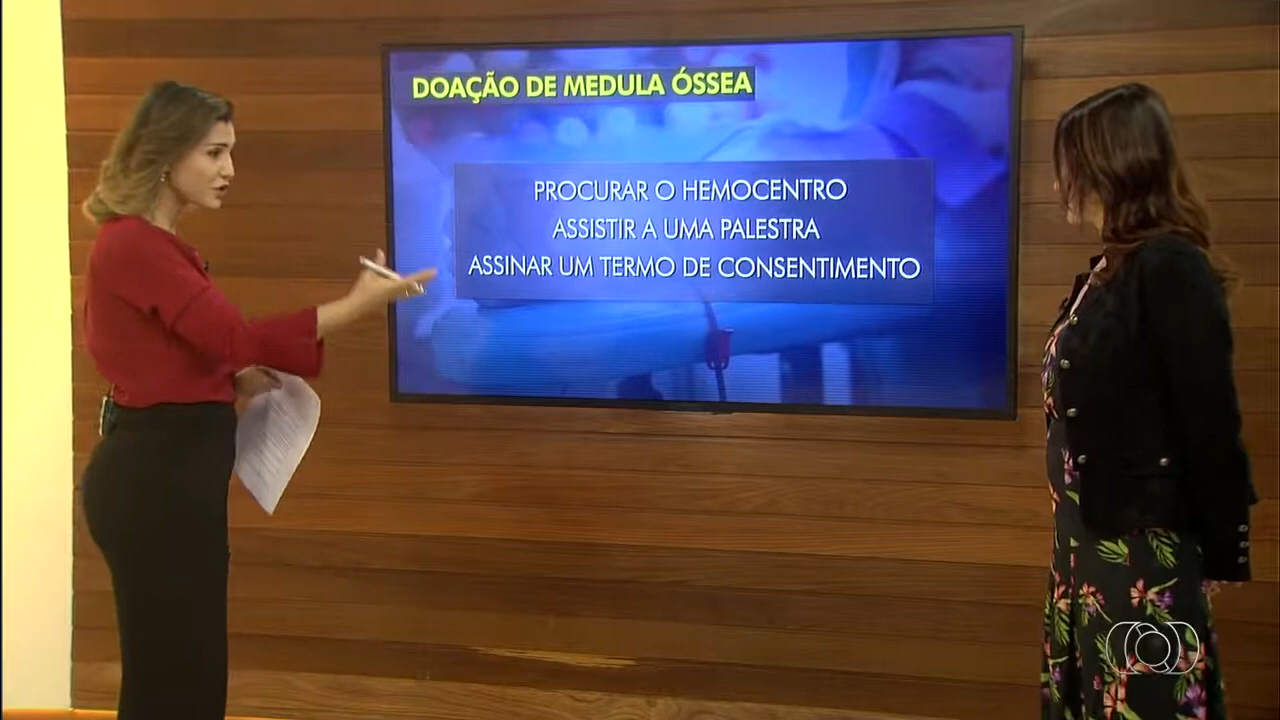 DOAÇÃO DE MEDULA ÓSSEA
PROCURAR O HEMOCENTRO
ASSISTIR A UMA PALESTRA
ASSINAR UM TERMO DE CONSENTIMENTO